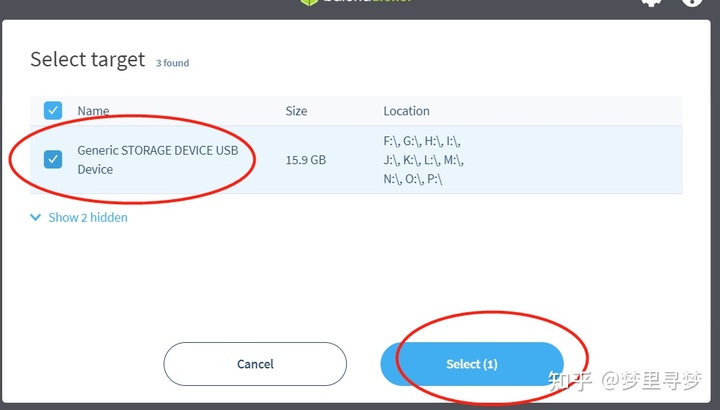 Select target 3 found
Name Size Location
Generic STORAGE DEVICE USB
Device
15.9 GB
F:\, G:\, H:\, I:\,
J:\, K:\, L:\, M:\,
N:\, O:\, P:\
Show 2 hidden
Cancel Select (1)
知乎 @梦里寻梦